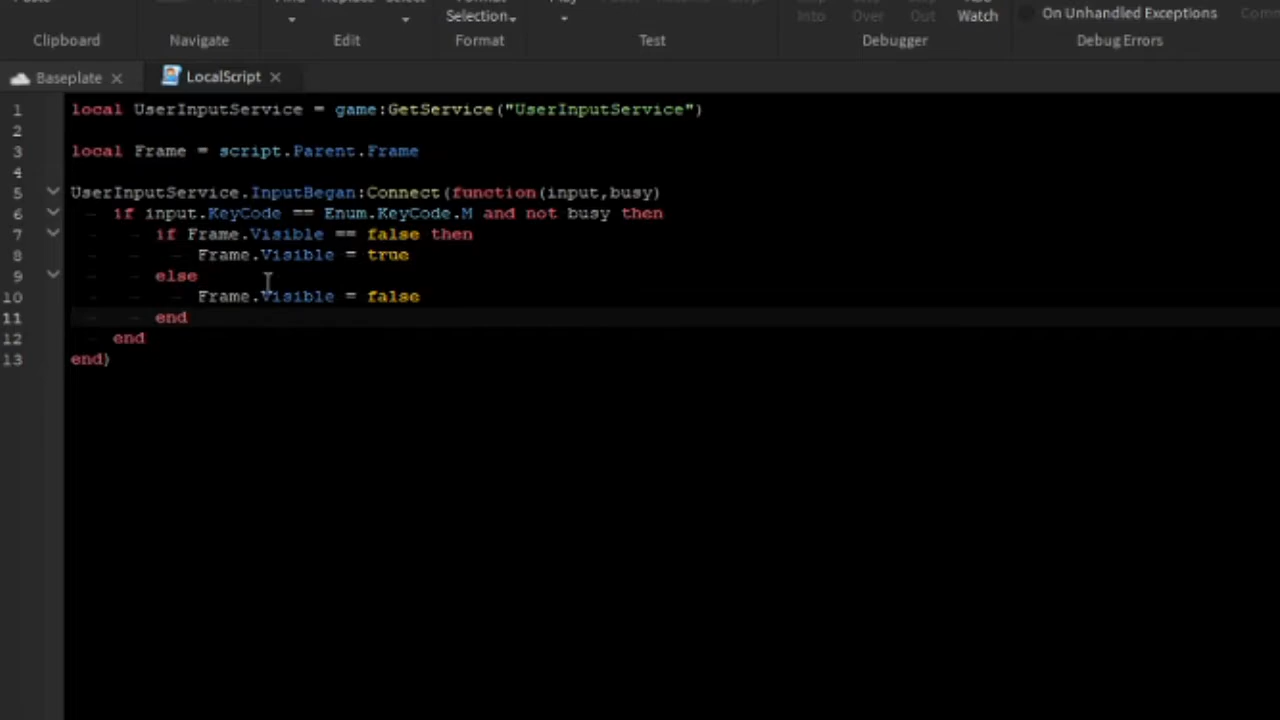 Selection
Into Over Out Watch On Unhandled Exceptions
Clipboard Navigate Edit Format Test Debugger Debug Errors
Baseplate × LocalScript ×
1 local UserInputService = game:GetService("UserInputService")
2
3 local Frame = script.Parent.Frame
4
5 UserInputService.InputBegan:Connect(function(input,busy)
6 if input.KeyCode == Enum.KeyCode.M and not busy then
7 if Frame.Visible == false then
8 Frame.Visible = true
9 else
10 Frame.Visible = false
11 end
12 end
13 end)